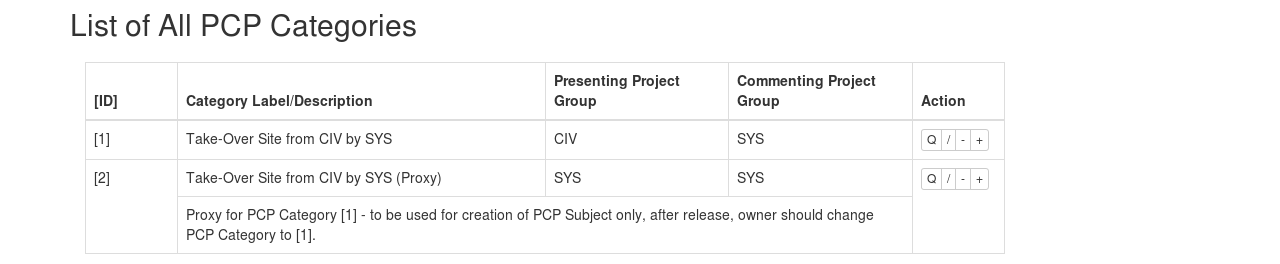 List of All PCP Categories
Presenting Project Commenting Project
[ID] Category Label/Description Group Group Action
[1] Take-Over Site from CIV by SYS CIV SYS Q / - +
[2] Take-Over Site from CIV by SYS (Proxy) SYS SYS Q / - +
Proxy for PCP Category [1] - to be used for creation of PCP Subject only, after release, owner should change
PCP Category to [1].